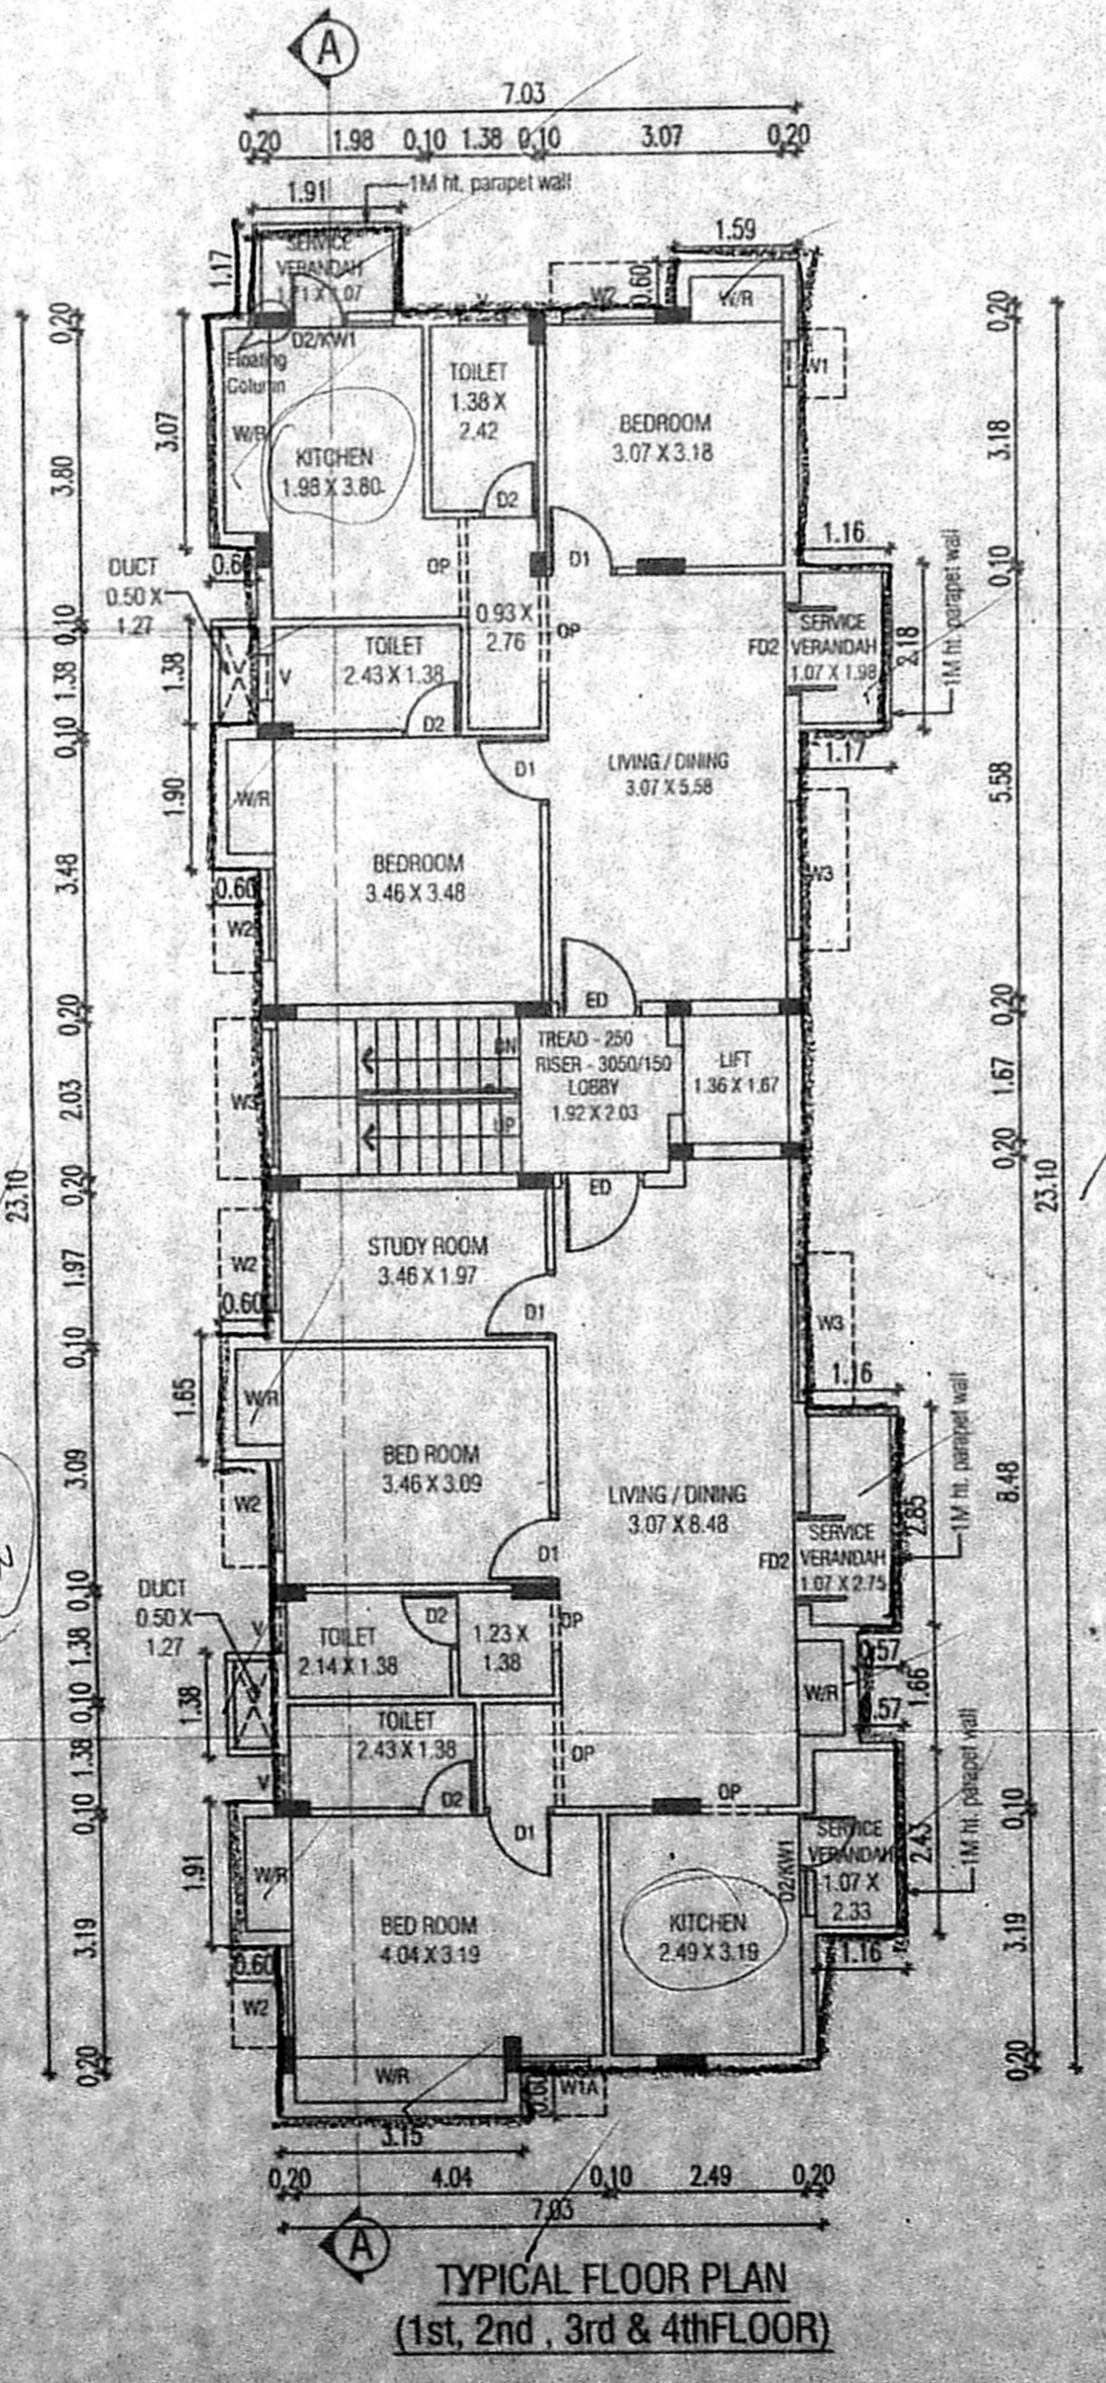 A
7.03
0,20 1.98 0,10 1.38 0,10 3.07 0,20
1.91
1M ht. parapet wall
1.59
SERVICE
VERANDAH
1.17
0.60
W2
W/R
V
0,20
0,20
D2/KW1
Floating
Column
W/R
TOILET
1.38 X
2.42
W1
BEDROOM
3.07 X 3.18
3.07
3.80
KITCHEN
1.98 X 3.80
3.18
D2
1.16
DUCT
0.50 X
1.27
OP
D1
0,10
1M ht. parapet wall
0,10
0.93 X
2.76
OP
SERVICE
VERANDAH
1.07 X 1.98
FD2
2.18
TOILET
2.43 X 1.38
1.38
1.38
V
D2
0,10
1.17
D1
LIVING / DINING
3.07 X 5.58
5.58
1.90
W/R
BEDROOM
3.46 X 3.48
3.48
W3
0.60
W2
ED
0,20
0,20
DN
TREAD - 250
RISER - 3050/150
LOBBY
1.92 X 2.03
LIFT
1.36 X 1.67
1.67
2.03
W3
UP
0,20
0,20
ED
23.10
23.10
STUDY ROOM
3.46 X 1.97
1.97
W2
0.60
D1
W3
0,10
1.16
1.65
W/R
BED ROOM
3.46 X 3.09
3.09
1M ht. parapet wall
W2
LIVING / DINING
3.07 X 8.48
8.48
2.85
D1
FD2
SERVICE
VERANDAH
1.07 X 2.75
0,10
DUCT
0.50 X
1.27
V
D2
1.23 X
1.38
OP
TOILET
2.14 X 1.38
1.38
0.57
W/R
1.66
.57
0,10
1.38
TOILET
2.43 X 1.38
1.38
OP
1M ht. parapet wall
V
D2
OP
0,10
0,10
D1
D2/KW1
SERVICE
VERANDAH
1.07 X
2.33
2.43
1.91
W/R
BED ROOM
4.04 X 3.19
KITCHEN
2.49 X 3.19
3.19
3.19
0.60
1.16
W2
0,20
0,20
W/R
0.60
W1A
3.15
0,20 4.04 0,10 2.49 0,20
7.03
A
TYPICAL FLOOR PLAN
(1st, 2nd , 3rd & 4thFLOOR)